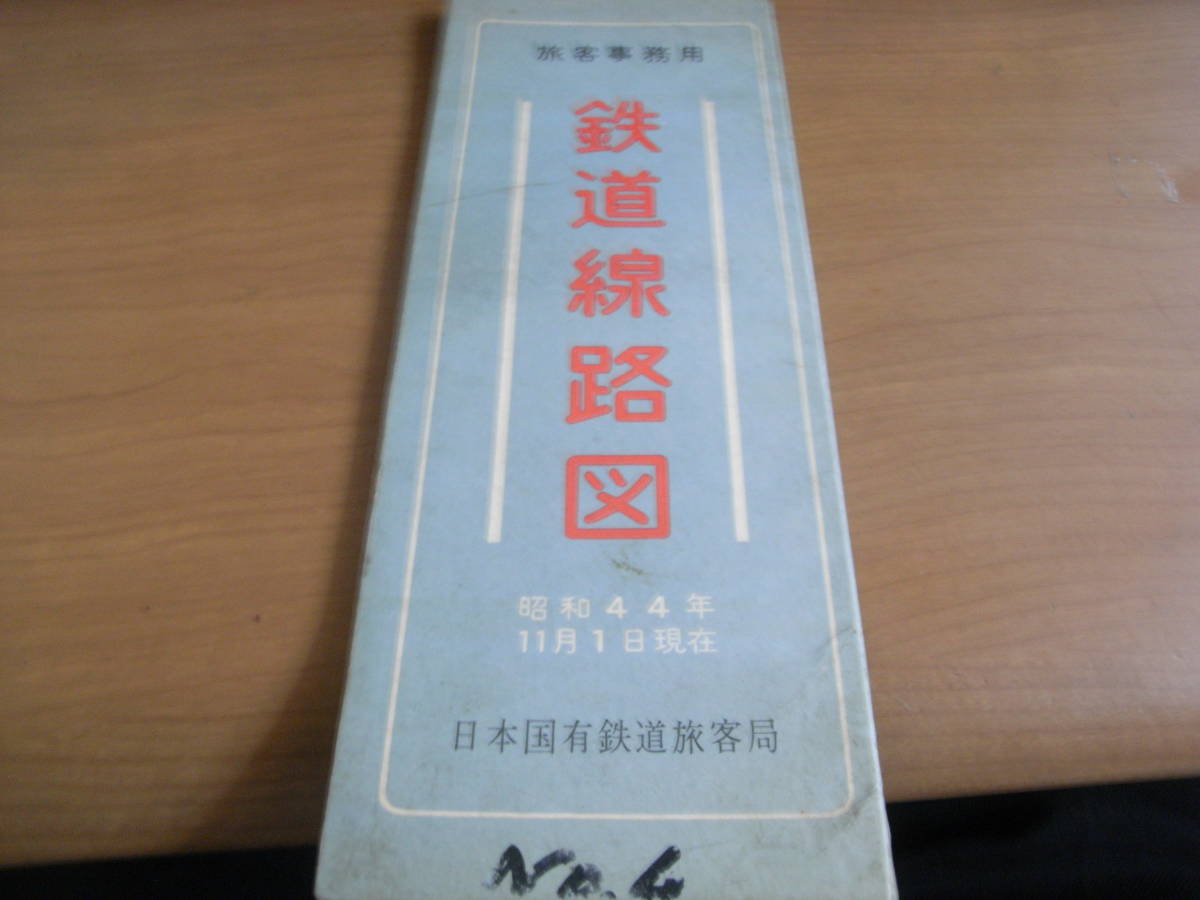 旅客事務用
鉄道線路図
昭和44年
11月1日現在
日本国有鉄道旅客局
No.4